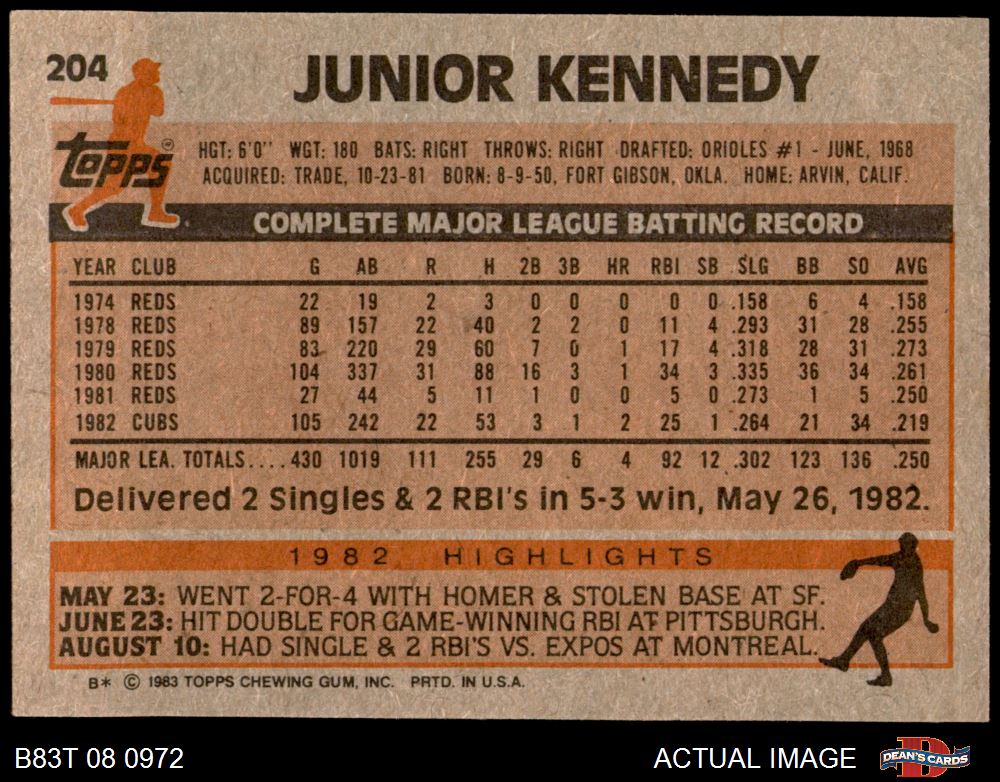 204
JUNIOR KENNEDY
topps®
HGT: 6'0" WGT: 180 BATS: RIGHT THROWS: RIGHT DRAFTED: ORIOLES #1 - JUNE, 1968
ACQUIRED: TRADE, 10-23-81 BORN: 8-9-50, FORT GIBSON, OKLA. HOME: ARVIN, CALIF.
COMPLETE MAJOR LEAGUE BATTING RECORD
YEAR CLUB G AB R H 2B 3B HR RBI SB SLG BB SO AVG
1974 REDS 22 19 2 3 0 0 0 0 0 .158 6 4 .158
1978 REDS 89 157 22 40 2 2 0 11 4 .293 31 28 .255
1979 REDS 83 220 29 60 7 0 1 17 4 .318 28 31 .273
1980 REDS 104 337 31 88 16 3 1 34 3 .335 36 34 .261
1981 REDS 27 44 5 11 1 0 0 5 0 .273 1 5 .250
1982 CUBS 105 242 22 53 3 1 2 25 1 .264 21 34 .219
MAJOR LEA. TOTALS.... 430 1019 111 255 29 6 4 92 12 .302 123 136 .250
Delivered 2 Singles & 2 RBI's in 5-3 win, May 26, 1982.
1982 HIGHLIGHTS
MAY 23: WENT 2-FOR-4 WITH HOMER & STOLEN BASE AT SF.
JUNE 23: HIT DOUBLE FOR GAME-WINNING RBI AT PITTSBURGH.
AUGUST 10: HAD SINGLE & 2 RBI'S VS. EXPOS AT MONTREAL.
B* © 1983 TOPPS CHEWING GUM, INC. PRTD. IN U.S.A.
B83T 08 0972
ACTUAL IMAGE
DEAN'S CARDS